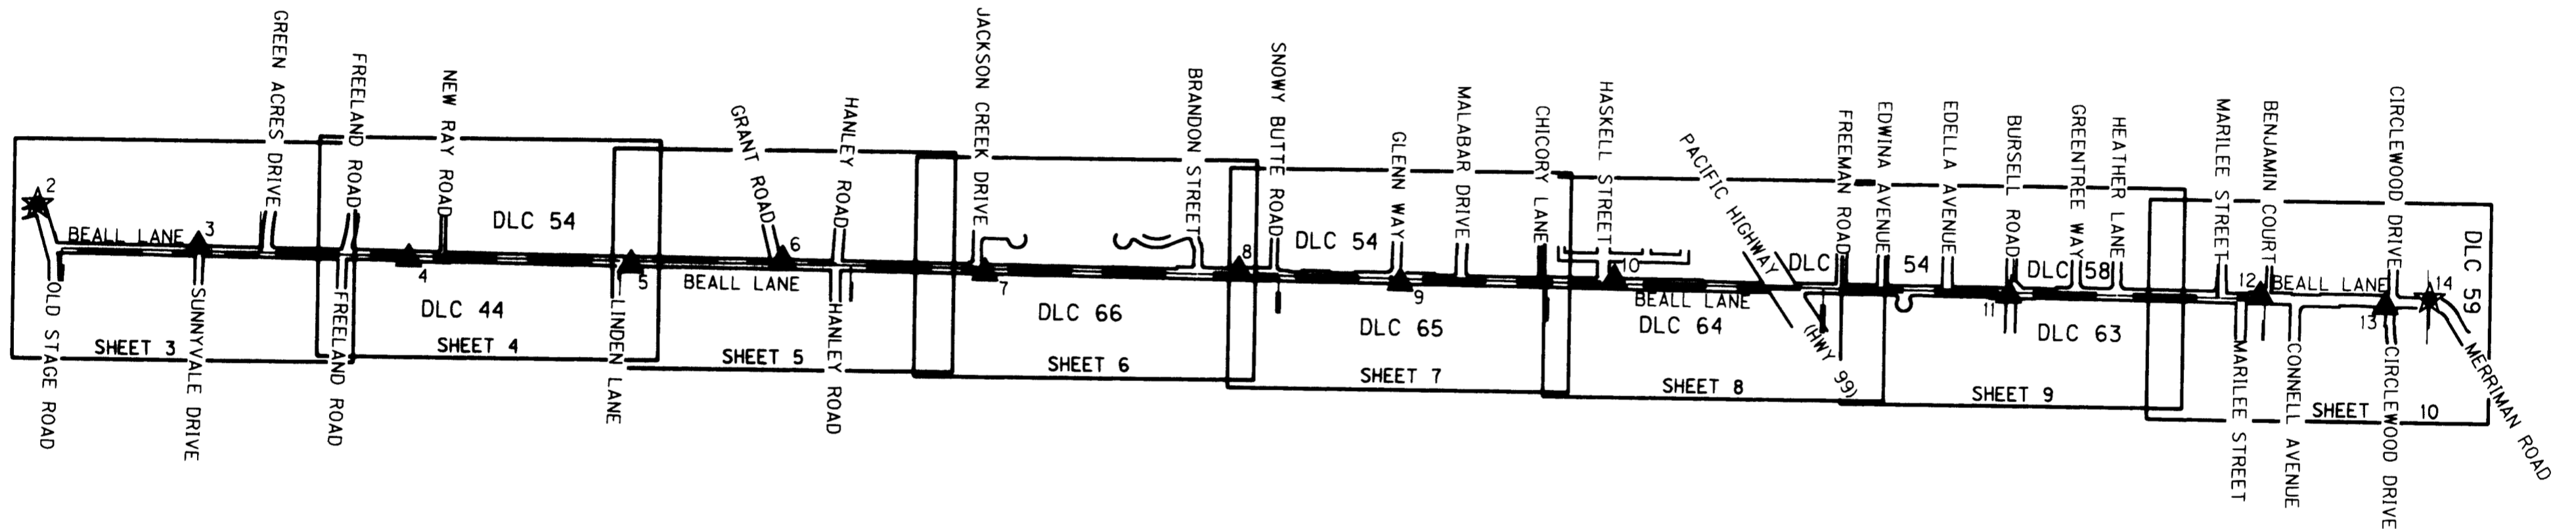 GREEN ACRES DRIVE
FREELAND ROAD
NEW RAY ROAD
GRANT ROAD
HANLEY ROAD
JACKSON CREEK DRIVE
BRANDON STREET
SNOWY BUTTE ROAD
GLENN WAY
MALABAR DRIVE
CHICORY LANE
HASKELL STREET
PACIFIC HIGHWAY
(HWY 99)
FREEMAN ROAD
EDWINA AVENUE
EDELLA AVENUE
BURSELL ROAD
GREENTREE WAY
HEATHER LANE
MARILEE STREET
BENJAMIN COURT
CIRCLEWOOD DRIVE
DLC 59
2
BEALL LANE
3
4
DLC 54
5
6
BEALL LANE
7
8
DLC 54
9
10
BEALL LANE
DLC 54
11
DLC 58
12
BEALL LANE
13
14
DLC 44
DLC 66
DLC 65
DLC 64
DLC 63
SHEET 3
SHEET 4
SHEET 5
SHEET 6
SHEET 7
SHEET 8
SHEET 9
SHEET 10
OLD STAGE ROAD
SUNNYVALE DRIVE
FREELAND ROAD
LINDEN LANE
HANLEY ROAD
MARILEE STREET
CONNELL AVENUE
CIRCLEWOOD DRIVE
MERRIMAN ROAD